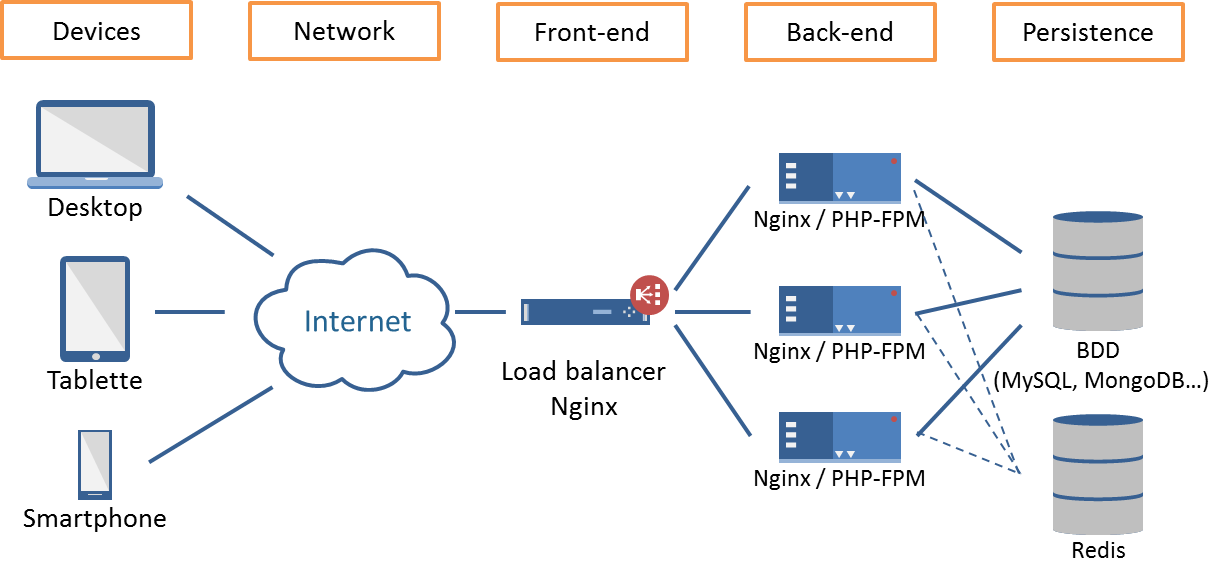 Devices
Network
Front-end
Back-end
Persistence
Desktop
Tablette
Smartphone
Internet
Load balancer
Nginx
Nginx / PHP-FPM
Nginx / PHP-FPM
Nginx / PHP-FPM
BDD
(MySQL, MongoDB...)
Redis